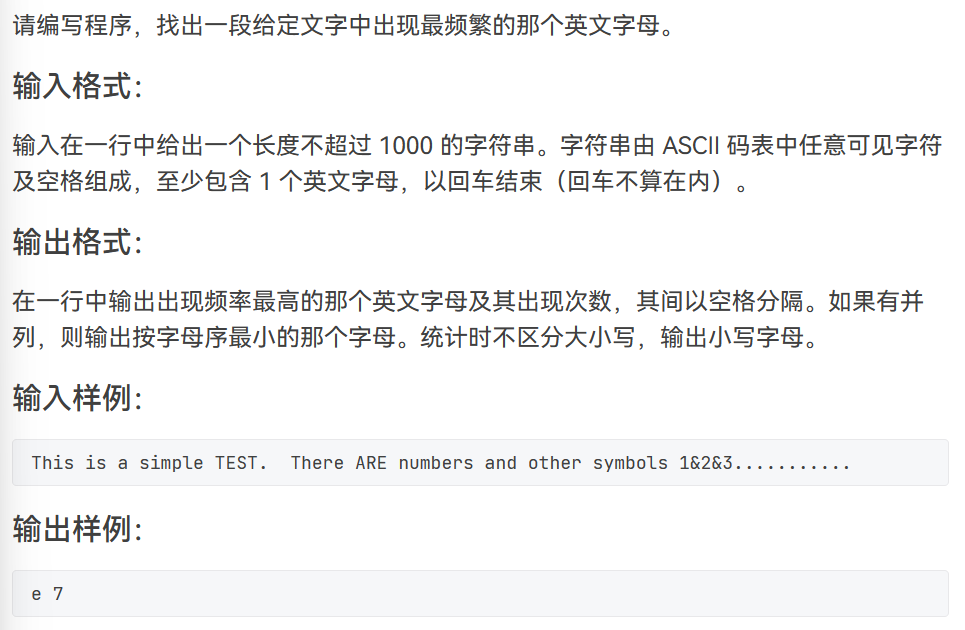 请编写程序，找出一段给定文字中出现最频繁的那个英文字母。
输入格式：
输入在一行中给出一个长度不超过 1000 的字符串。字符串由 ASCII 码表中任意可见字符
及空格组成，至少包含 1 个英文字母，以回车结束（回车不算在内）。
输出格式：
在一行中输出出现频率最高的那个英文字母及其出现次数，其间以空格分隔。如果有并
列，则输出按字母序最小的那个字母。统计时不区分大小写，输出小写字母。
输入样例：
This is a simple TEST.  There ARE numbers and other symbols 1&2&3...........
输出样例：
e 7